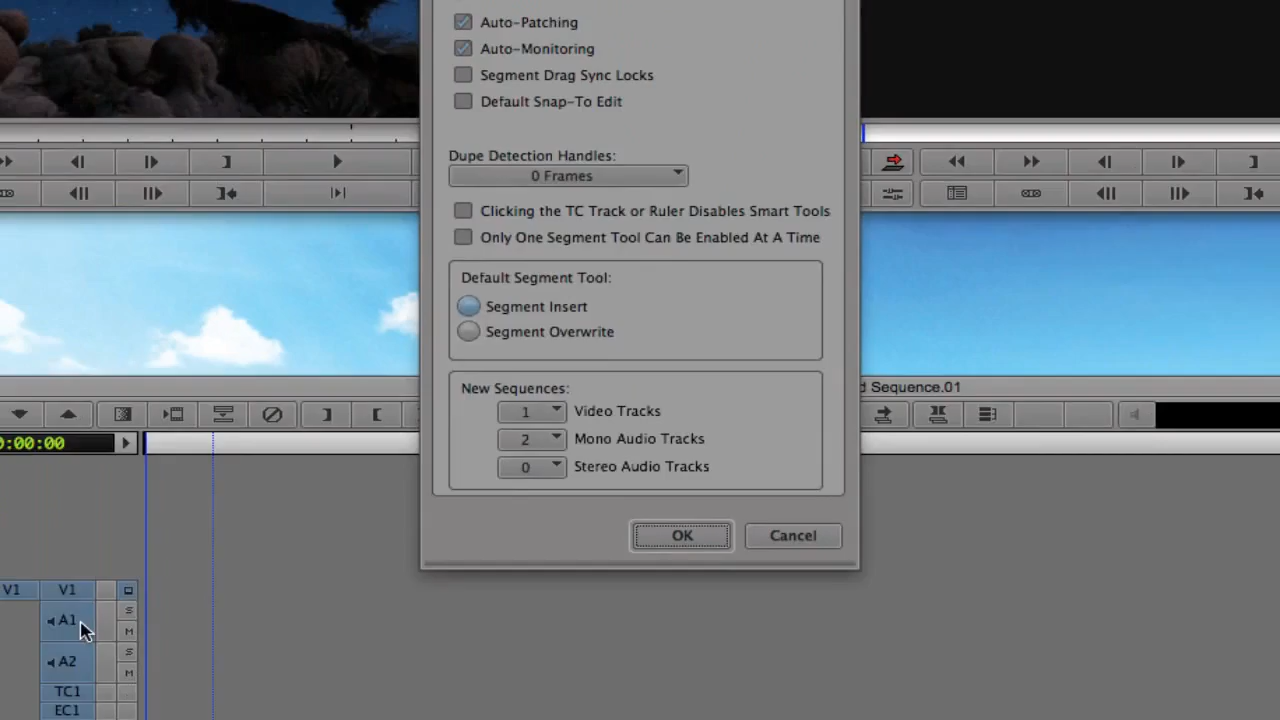 Auto-Patching
Auto-Monitoring
Segment Drag Sync Locks
Default Snap-To Edit
Dupe Detection Handles:
0 Frames
Clicking the TC Track or Ruler Disables Smart Tools
Only One Segment Tool Can Be Enabled At A Time
Default Segment Tool:
Segment Insert
Segment Overwrite
New Sequences:
1 Video Tracks
2 Mono Audio Tracks
0 Stereo Audio Tracks
OK Cancel
d Sequence.01
0:00:00
V1 V1
A1
S
M
A2
S
M
TC1
EC1